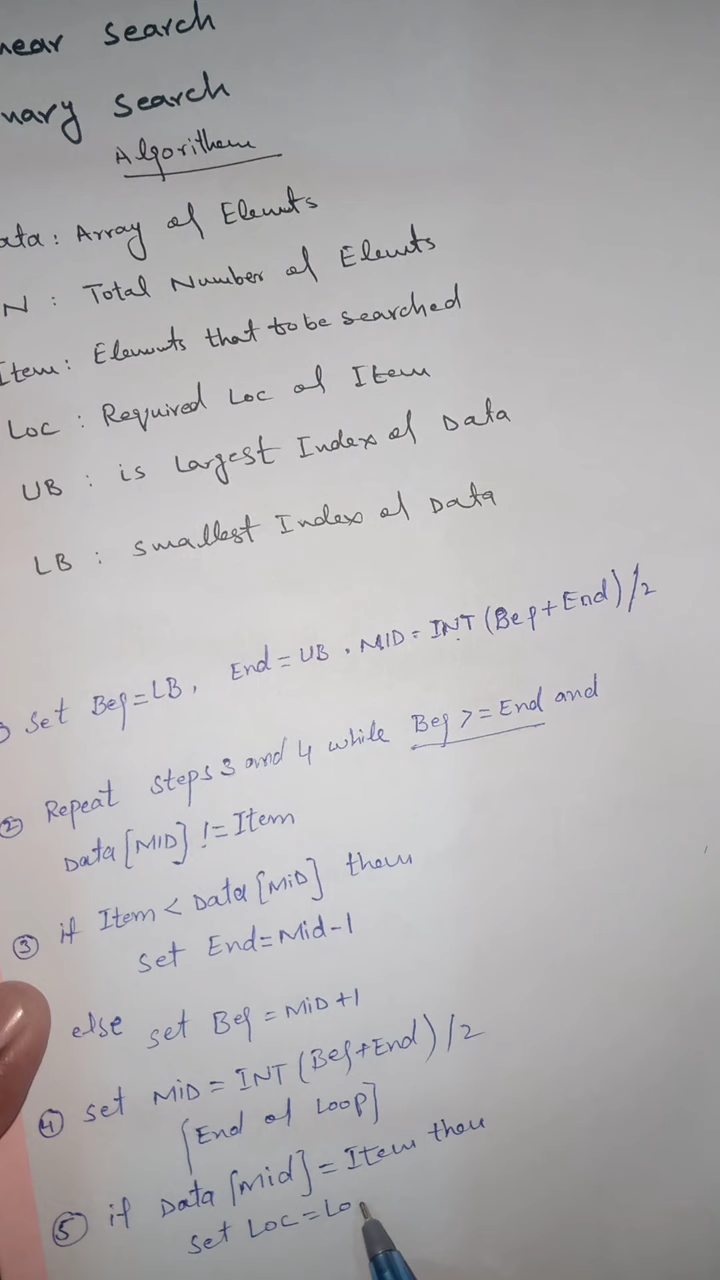 near search
nary search
Algorithem
ata: Array of Elemts
N : Total Number of Elemts
Item: Elements that to be searched
Loc : Required Loc of Item
UB : is Largest Index of Data
LB : smallest Index of Data
Set Beg=LB, End=UB, MID=INT(Beg+End)/2
② Repeat steps 3 and 4 while Beg>=End and
Data[MID]!=Item
③ if Item<Data[MID] then
set End=Mid-1
else set Beg=MID+1
④ set MID=INT(Beg+End)/2
[End of Loop]
⑤ if Data[mid]=Item then
set Loc=Lo